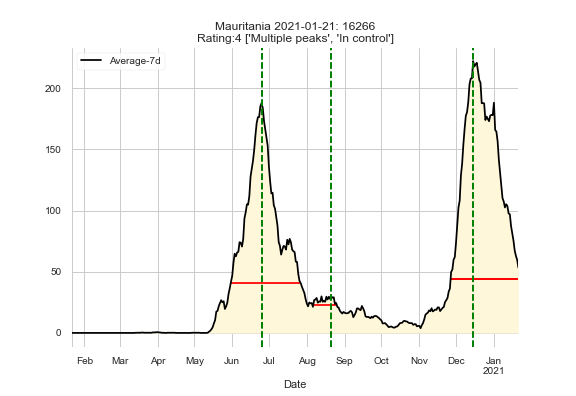 Mauritania 2021-01-21: 16266
Rating:4 ['Multiple peaks', 'In control']
Average-7d
200
150
100
50
0
Feb Mar Apr May Jun Jul Aug Sep Oct Nov Dec Jan
2021
Date